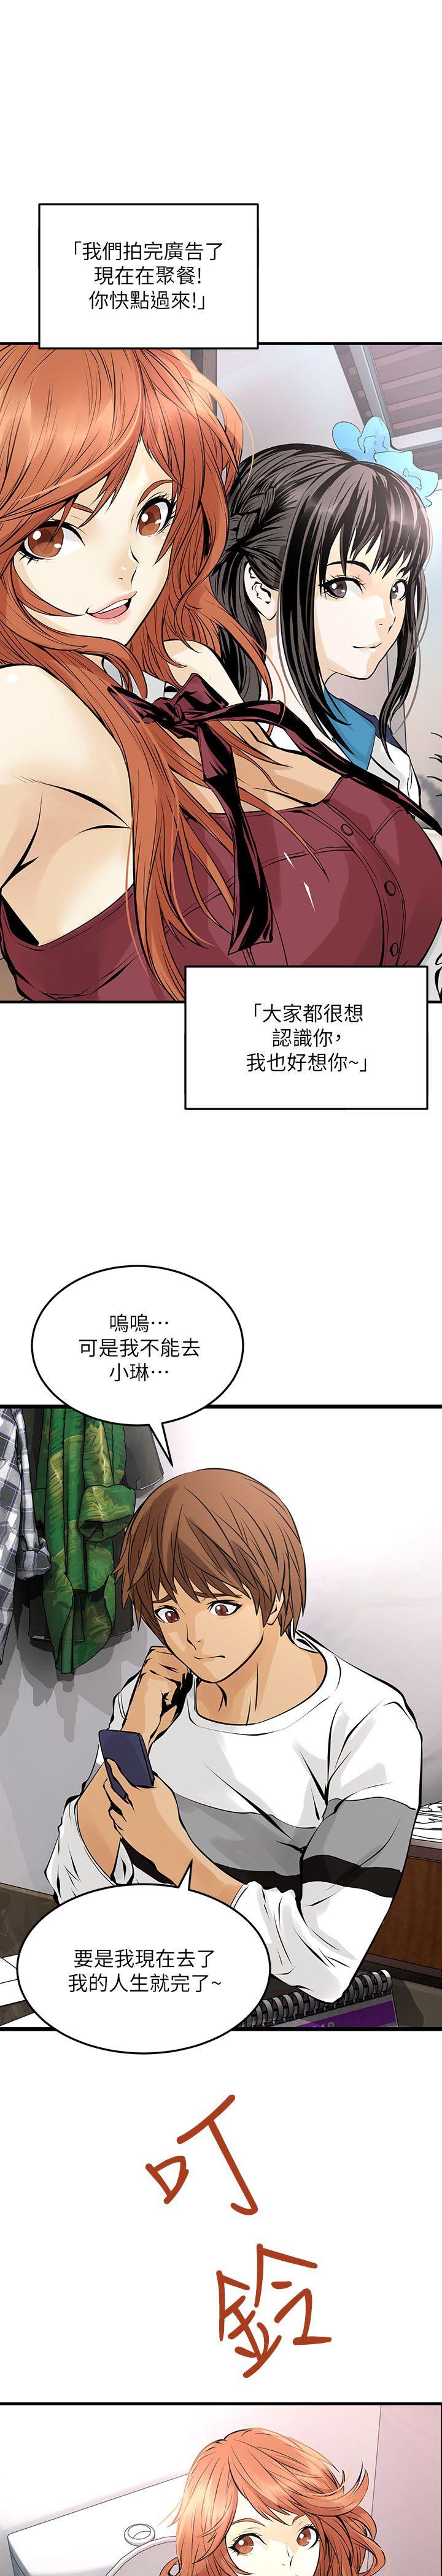 「我們拍完廣告了
現在在聚餐!
你快點過來!」
「大家都很想
認識你，
我也好想你~」
嗚嗚⋯
可是我不能去
小琳⋯
要是我現在去了
我的人生就完了~
叮
鈴